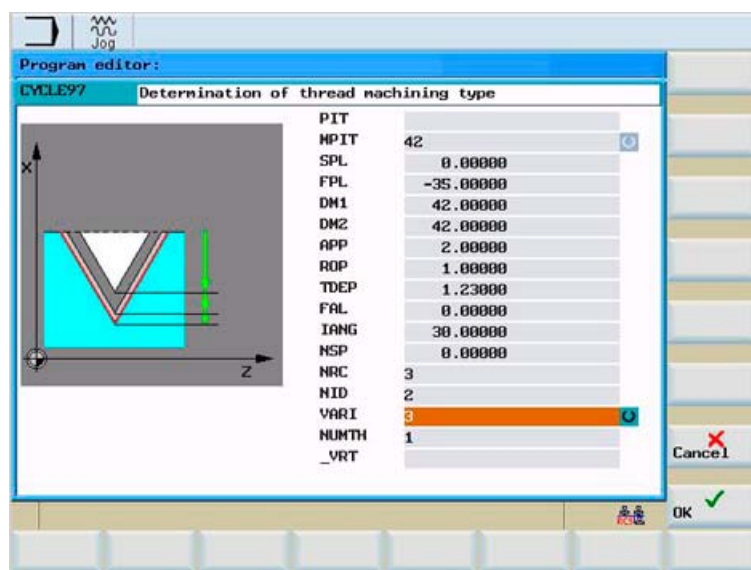 Jog
Program editor:
CYCLE97 Determination of thread machining type
PIT
MPIT 42
SPL 0.00000
FPL -35.00000
DM1 42.00000
DM2 42.00000
APP 2.00000
ROP 1.00000
TDEP 1.23000
FAL 0.00000
IANG 30.00000
NSP 0.00000
NRC 3
NID 2
VARI 3
NUMTH 1
_VRT
X
Z
Cancel
OK